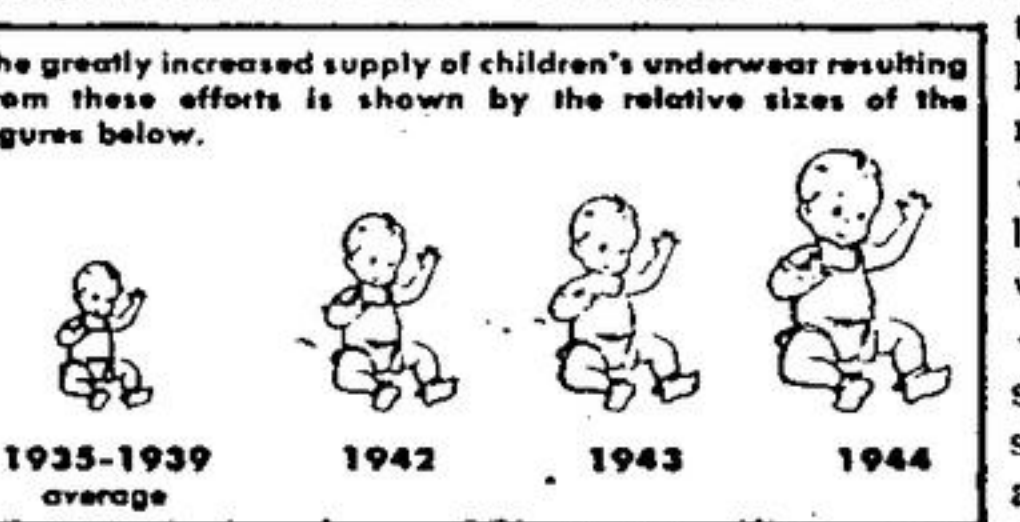 he greatly increased supply of children's underwear resulting
om these efforts is shown by the relative sizes of the
gures below.
1935-1939 1942 1943 1944
average